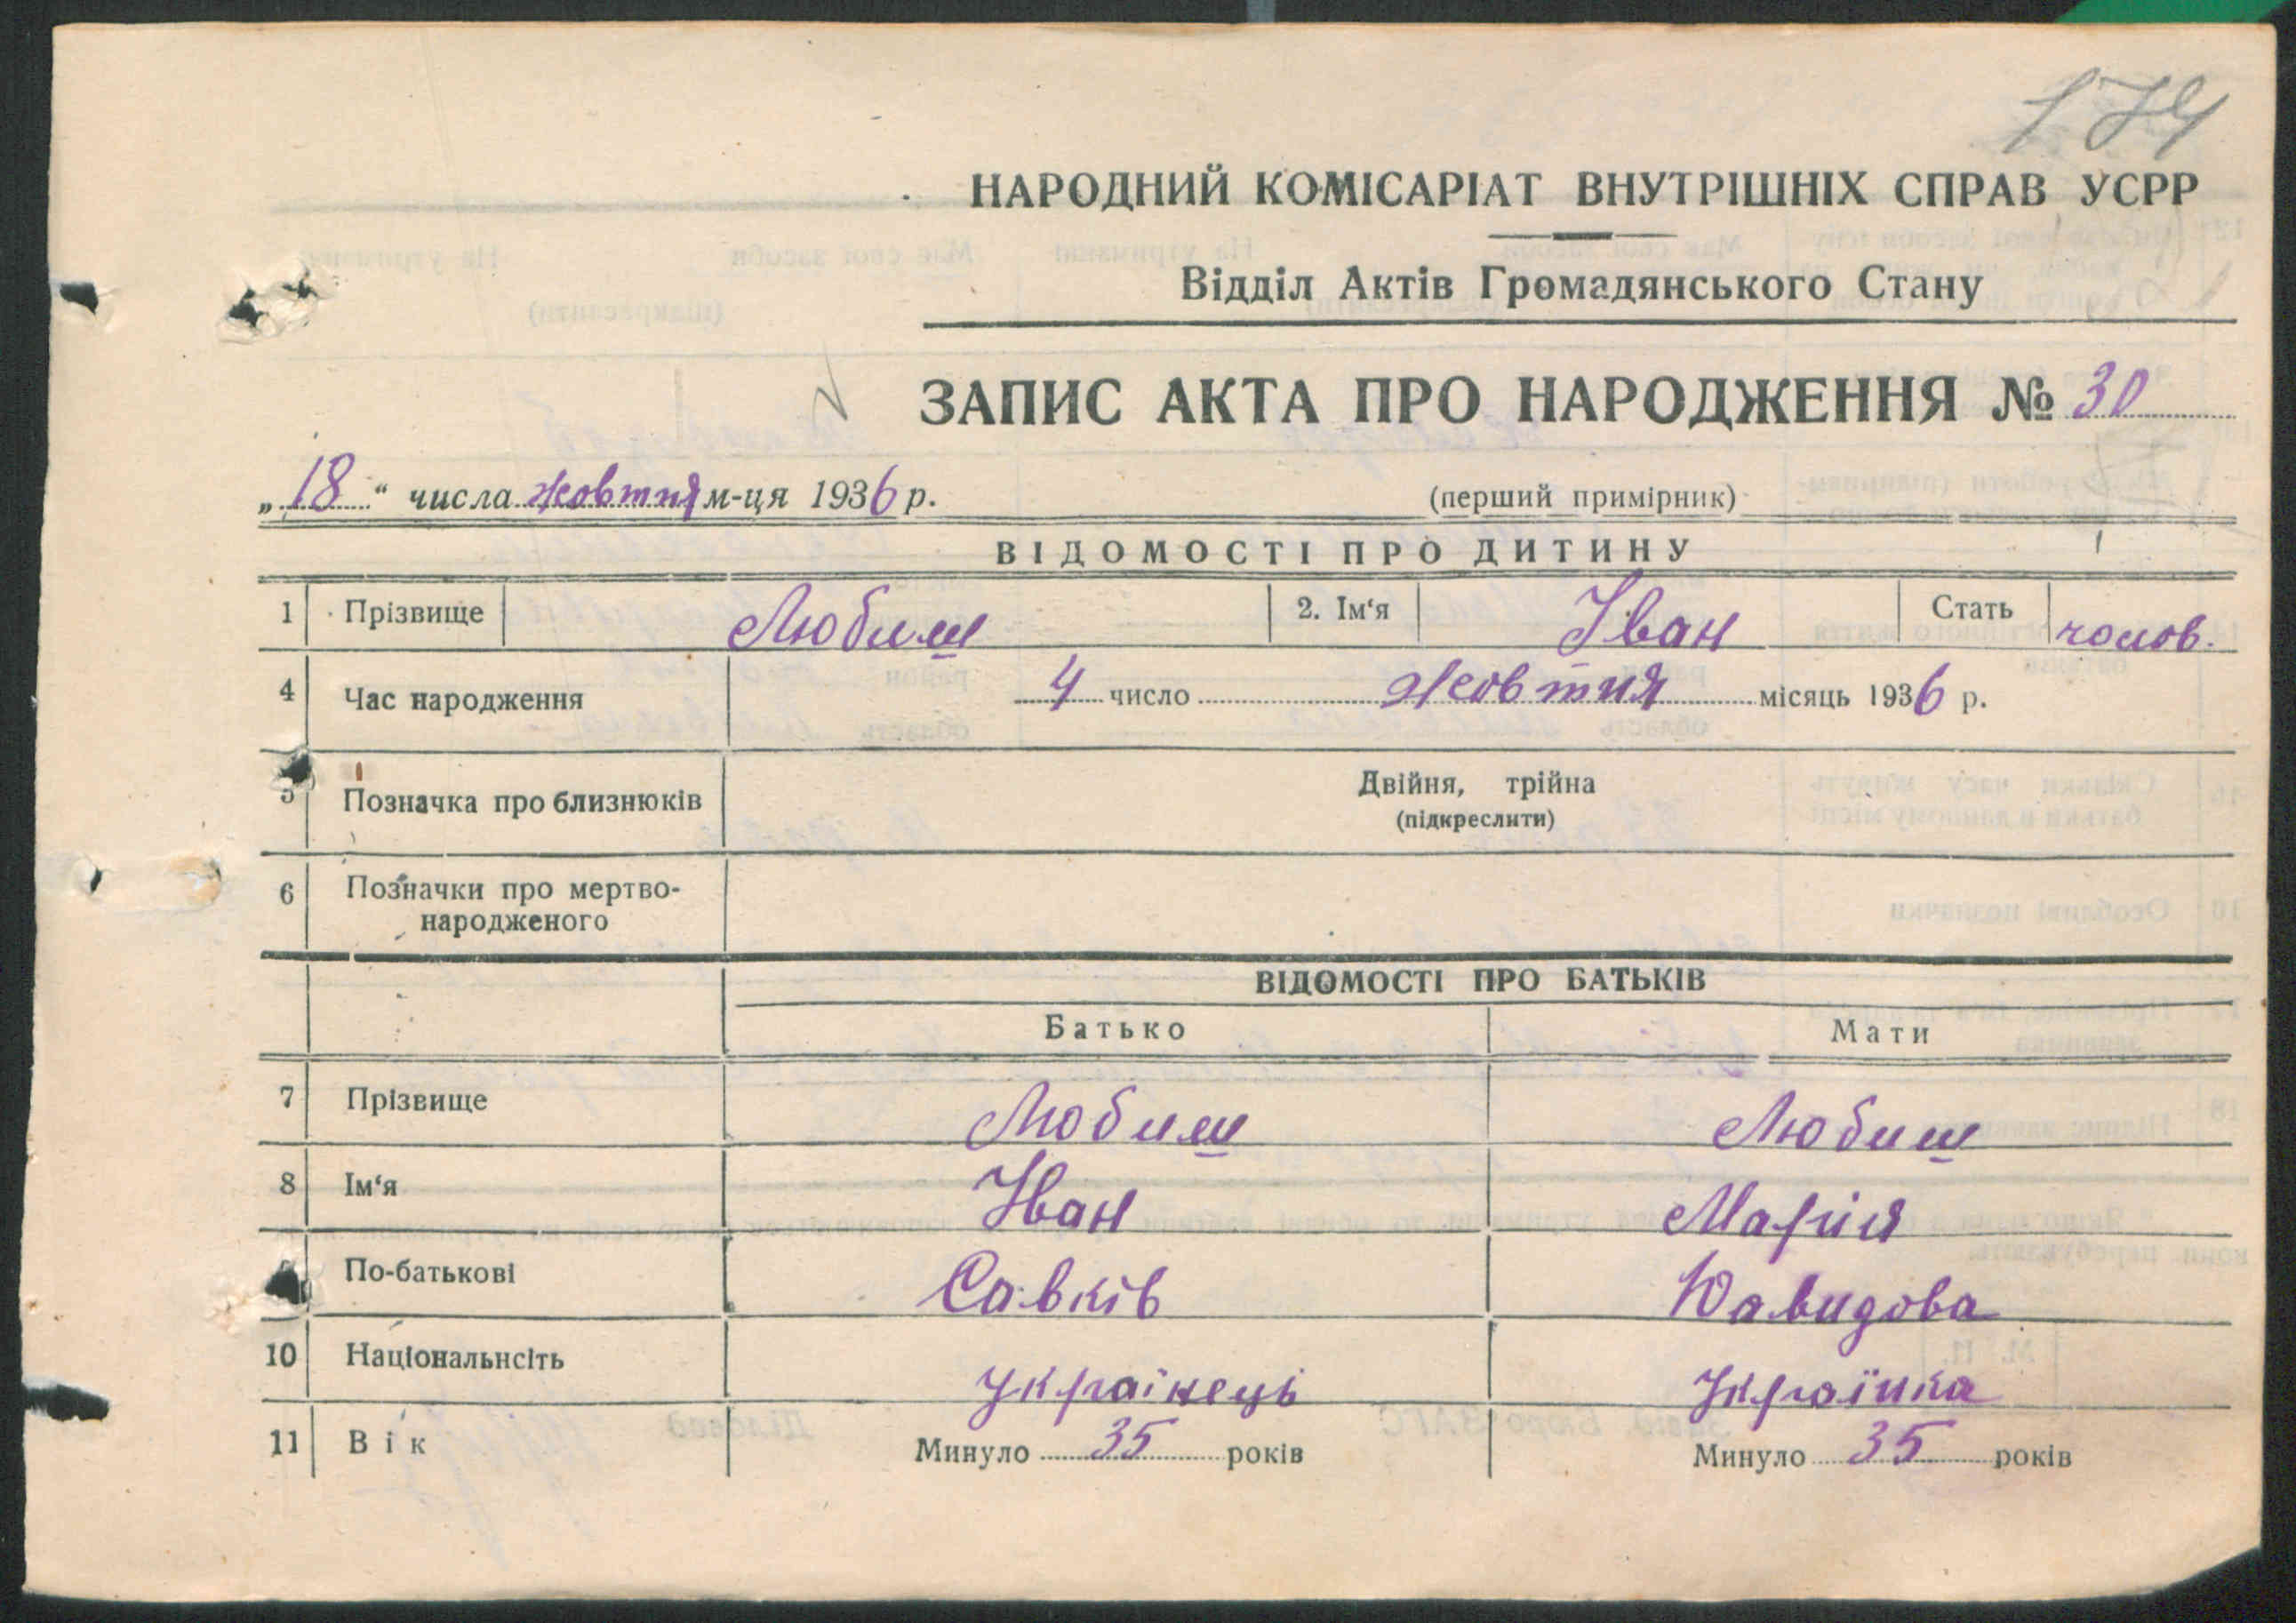 174
НАРОДНИЙ КОМІСАРІАТ ВНУТРІШНІХ СПРАВ УСРР
Відділ Актів Громадянського Стану
ЗАПИС АКТА ПРО НАРОДЖЕННЯ № 30
„18“ числа жовтня м-ця 1936 р. (перший примірник)
ВІДОМОСТІ ПРО ДИТИНУ
1 Прізвище Любиш 2. Ім‘я Іван Стать чолов.
4 Час народження 4 число жовтня місяць 1936 р.
5 Позначка про близнюків Двійня, трійна
(підкреслити)
6 Позначки про мертво-
народженого
ВІДОМОСТІ ПРО БАТЬКІВ
Батько Мати
7 Прізвище Любиш Любиш
8 Ім‘я Іван Марія
По-батькові Савків Давидова
10 Національнсіть українець Українка
11 Вік Минуло 35 років Минуло 35 років